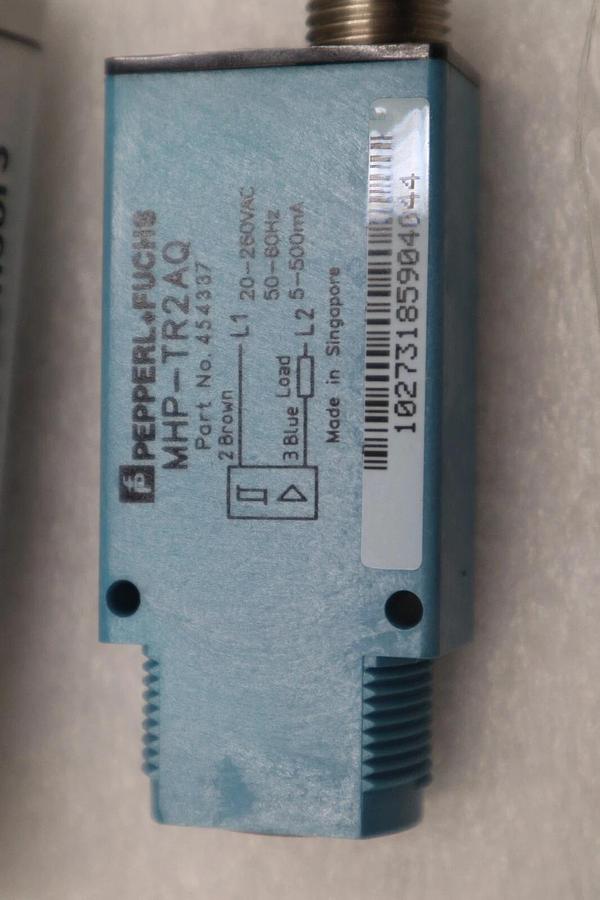 PEPPERL+FUCHS
MHP-TR2AQ
Part No. 454337
2 Brown L1 20-260VAC
50-60Hz
3 Blue Load L2 5-500mA
Made in Singapore